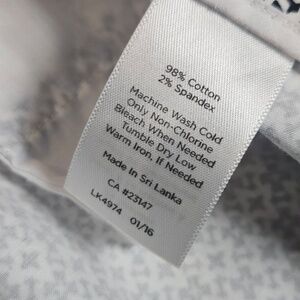 98% Cotton
2% Spandex
Machine Wash Cold
Only Non-Chlorine
Bleach When Needed
Tumble Dry Low
Warm Iron, If Needed
Made in Sri Lanka
CA #23147
LK4974 01/16